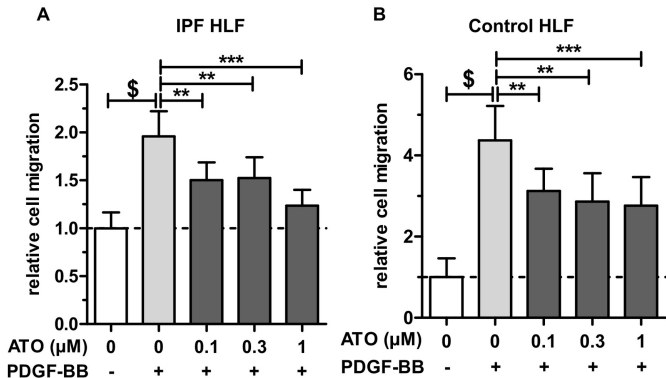 A
IPF HLF
***
**
$
**
relative cell migration
2.5
2.0
1.5
1.0
0.5
0.0
ATO (µM) 0 0 0.1 0.3 1
PDGF-BB - + + + +
B
Control HLF
***
**
$
**
relative cell migration
6
4
2
0
ATO (µM) 0 0 0.1 0.3 1
PDGF-BB - + + + +